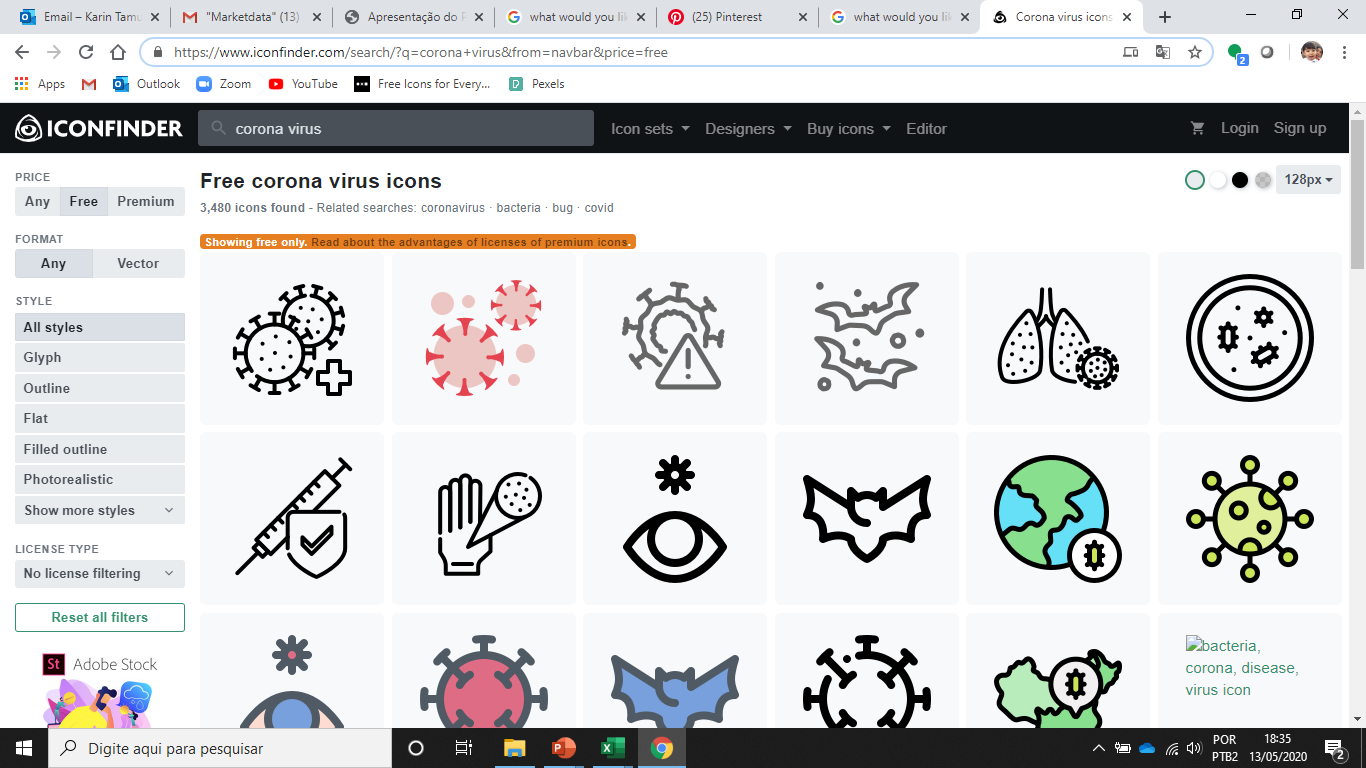 Email – Karin Tamu
"Marketdata" (13)
Apresentação do P
what would you lik
(25) Pinterest
what would you lik
Corona virus icons
https://www.iconfinder.com/search/?q=corona+virus&from=navbar&price=free
2
Apps
Outlook
Zoom
YouTube
Free Icons for Every...
Pexels
ICONFINDER
corona virus
Icon sets
Designers
Buy icons
Editor
Login
Sign up
PRICE
Any Free Premium
FORMAT
Any Vector
STYLE
All styles
Glyph
Outline
Flat
Filled outline
Photorealistic
Show more styles
LICENSE TYPE
No license filtering
Reset all filters
St Adobe Stock
Free corona virus icons
128px
3,480 icons found - Related searches: coronavirus · bacteria · bug · covid
Showing free only. Read about the advantages of licenses of premium icons.
bacteria,
corona, disease,
virus icon
Digite aqui para pesquisar
POR
PTB2
18:35
13/05/2020
2